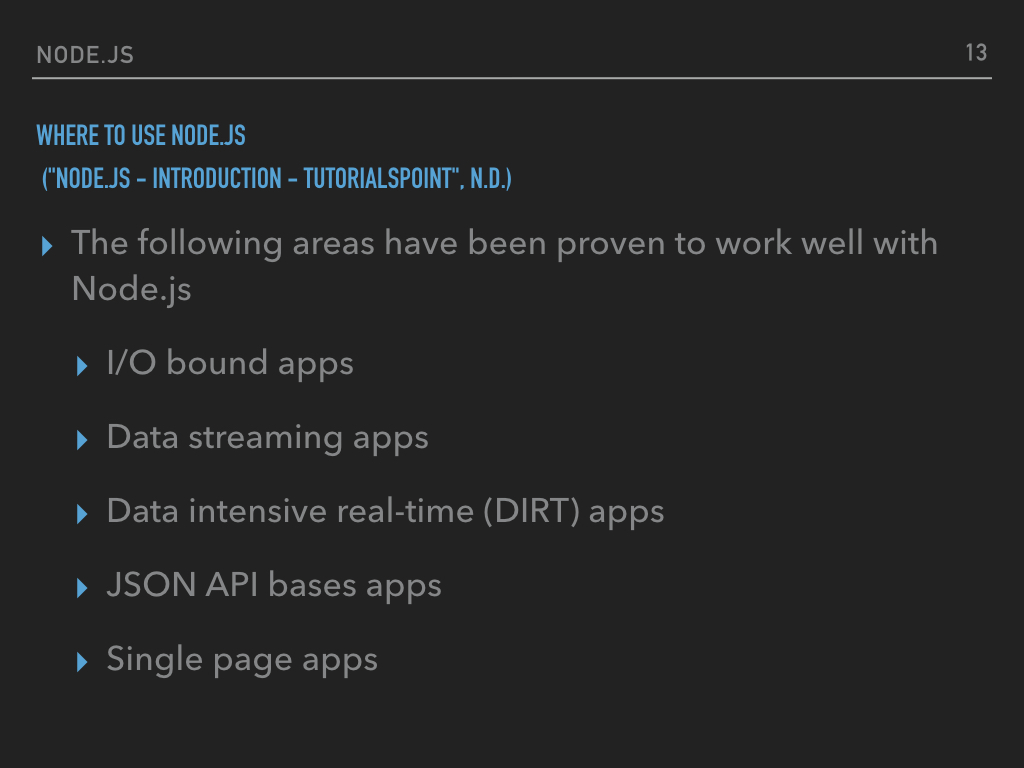 NODE.JS
13
WHERE TO USE NODE.JS
("NODE.JS - INTRODUCTION - TUTORIALSPOINT", N.D.)
The following areas have been proven to work well with
Node.js
I/O bound apps
Data streaming apps
Data intensive real-time (DIRT) apps
JSON API bases apps
Single page apps